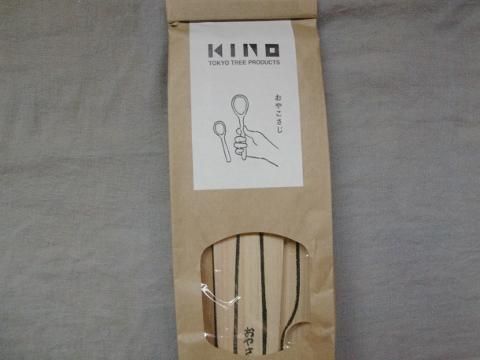 KINO
TOKYO TREE PRODUCTS
おやこさじ